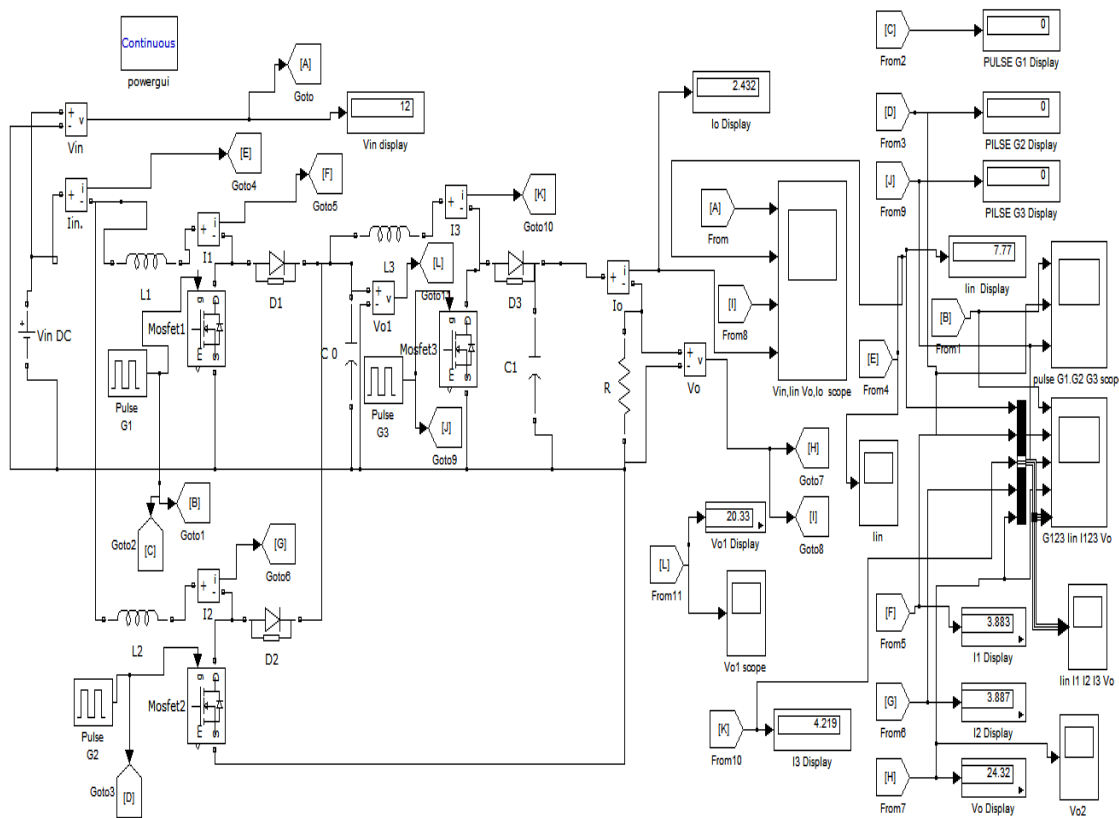 Continuous
powergui
[A]
Goto
12
Vin display
+
-
v
Vin
[E]
Goto4
+
i
-
Iin.
[F]
Goto5
+
i
-
I1
L1
D1
g
Mosfet1
Pulse
G1
+
Vin DC
[K]
Goto10
+
i
-
I3
L3
[L]
+
-
v
Vo1
C 0
Mosfet3
g
D3
C1
Pulse
G3
[J]
Goto9
+
i
-
Io
R
+
-
v
Vo
[B]
Goto1
Goto2
[C]
[G]
Goto6
+
i
-
I2
L2
D2
Mosfet2
g
Pulse
G2
Goto3
[D]
2.432
Io Display
[A]
From
[I]
From8
Vin,Iin Vo,Io scope
[H]
Goto7
[I]
Goto8
20.33
Vo1 Display
[L]
From11
Vo1 scope
[K]
From10
4.219
I3 Display
[C]
From2
0
PULSE G1 Display
[D]
From3
0
PILSE G2 Display
[J]
From9
0
PILSE G3 Display
7.77
Iin Display
[B]
From1
[E]
From4
pulse G1.G2 G3 scop
Iin
G123 Iin I123 Vo
[F]
From5
3.883
I1 Display
Iin I1 I2 I3 Vo
[G]
From6
3.887
I2 Display
[H]
From7
24.32
Vo Display
Vo2